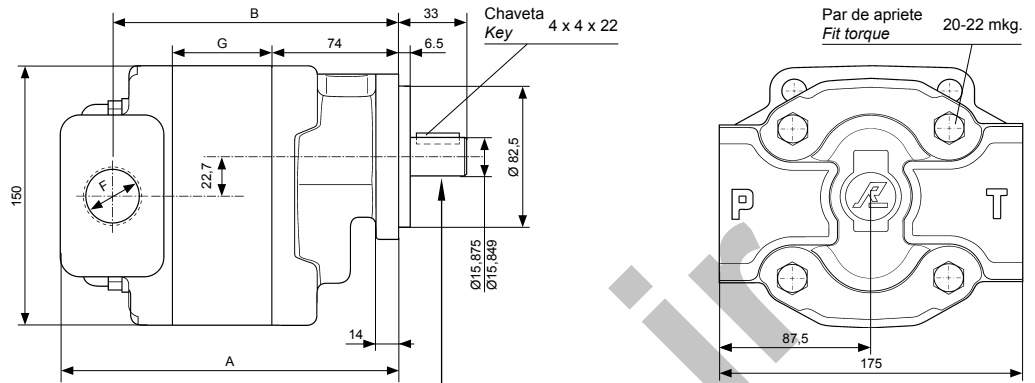 B
33
Chaveta
Key
4 x 4 x 22
Par de apriete
Fit torque
20-22 mkg.
G
74
6.5
150
F
22,7
Ø 82,5
Ø15,875
Ø15,849
14
A
P
T
87,5
175